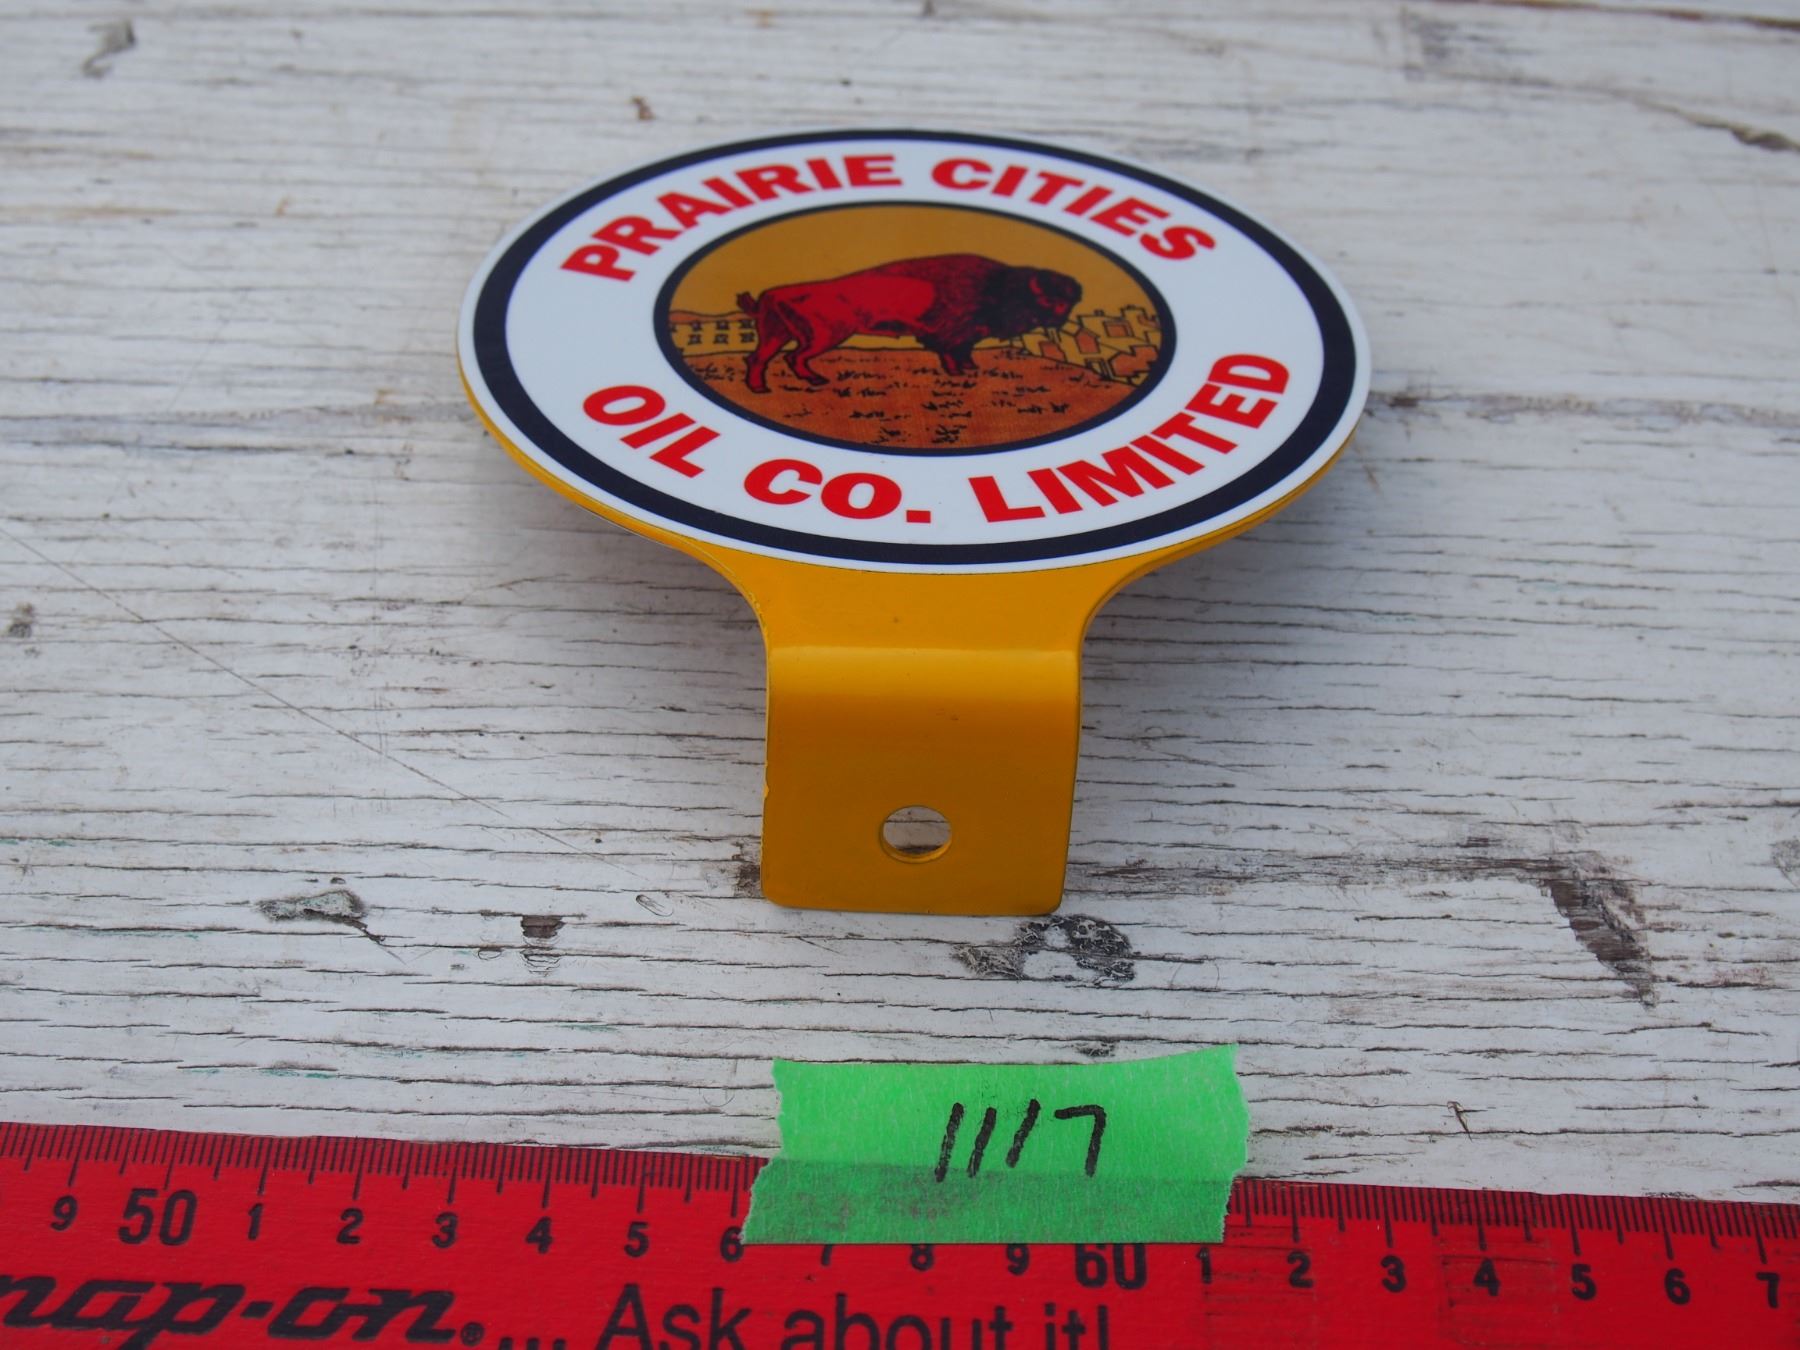 PRAIRIE CITIES
OIL CO. LIMITED
1117
9 50 1 2 3 4 5 6 7 8 9 60 1 2 3 4 5 6 7
snap-on®... Ask about it!